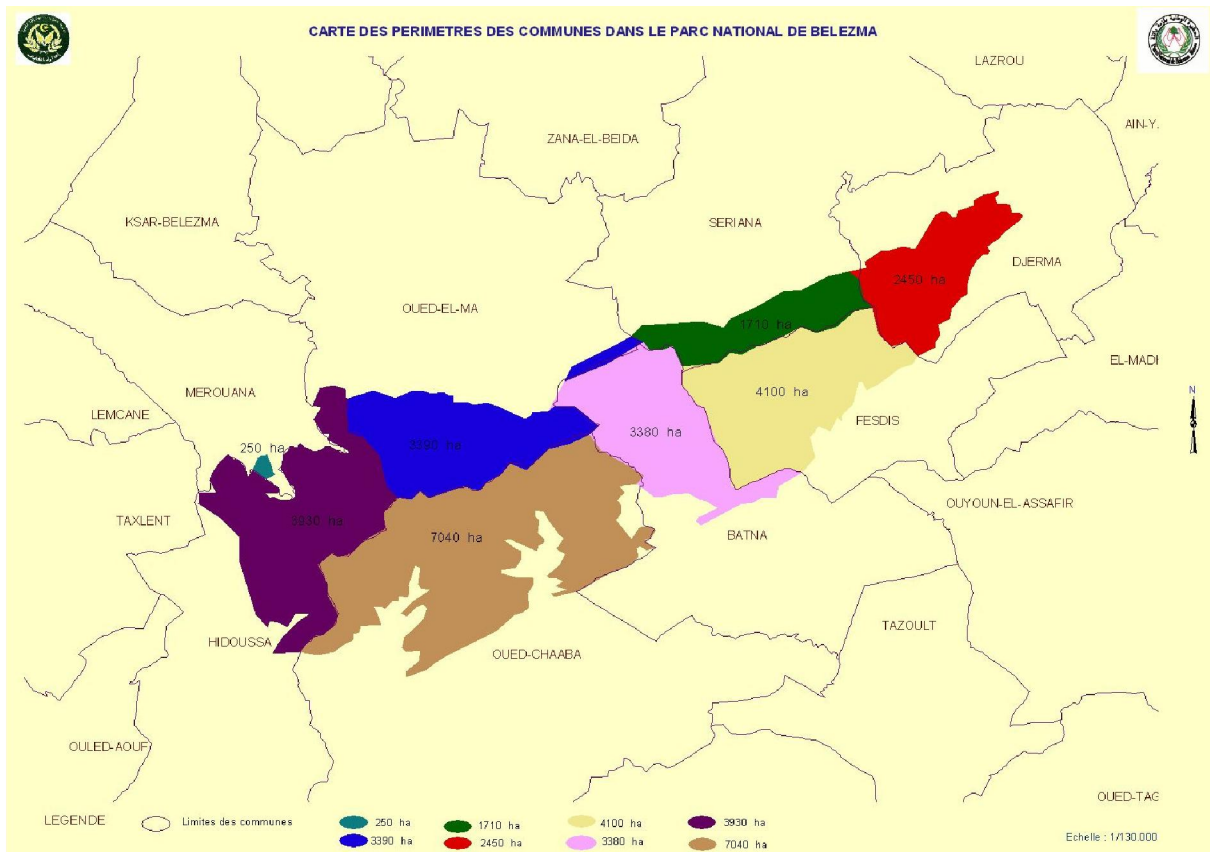 CARTE DES PERIMETRES DES COMMUNES DANS LE PARC NATIONAL DE BELEZMA
LAZROU
AIN-Y.
ZANA-EL-BEIDA
KSAR-BELEZMA
SERIANA
DJERMA
2450 ha
OUED-EL-MA
1710 ha
EL-MADH
MEROUANA
4100 ha
N
LEMCANE
FESDIS
3380 ha
250 ha
3390 ha
OUYOUN-EL-ASSAFIR
TAXLENT
3930 ha
7040 ha
BATNA
TAZOULT
HIDOUSSA
OUED-CHAABA
OULED-AOUF
OUED-TAG
LEGENDE
Limites des communes
250 ha
1710 ha
4100 ha
3930 ha
3390 ha
2450 ha
3380 ha
7040 ha
Echelle : 1/130.000